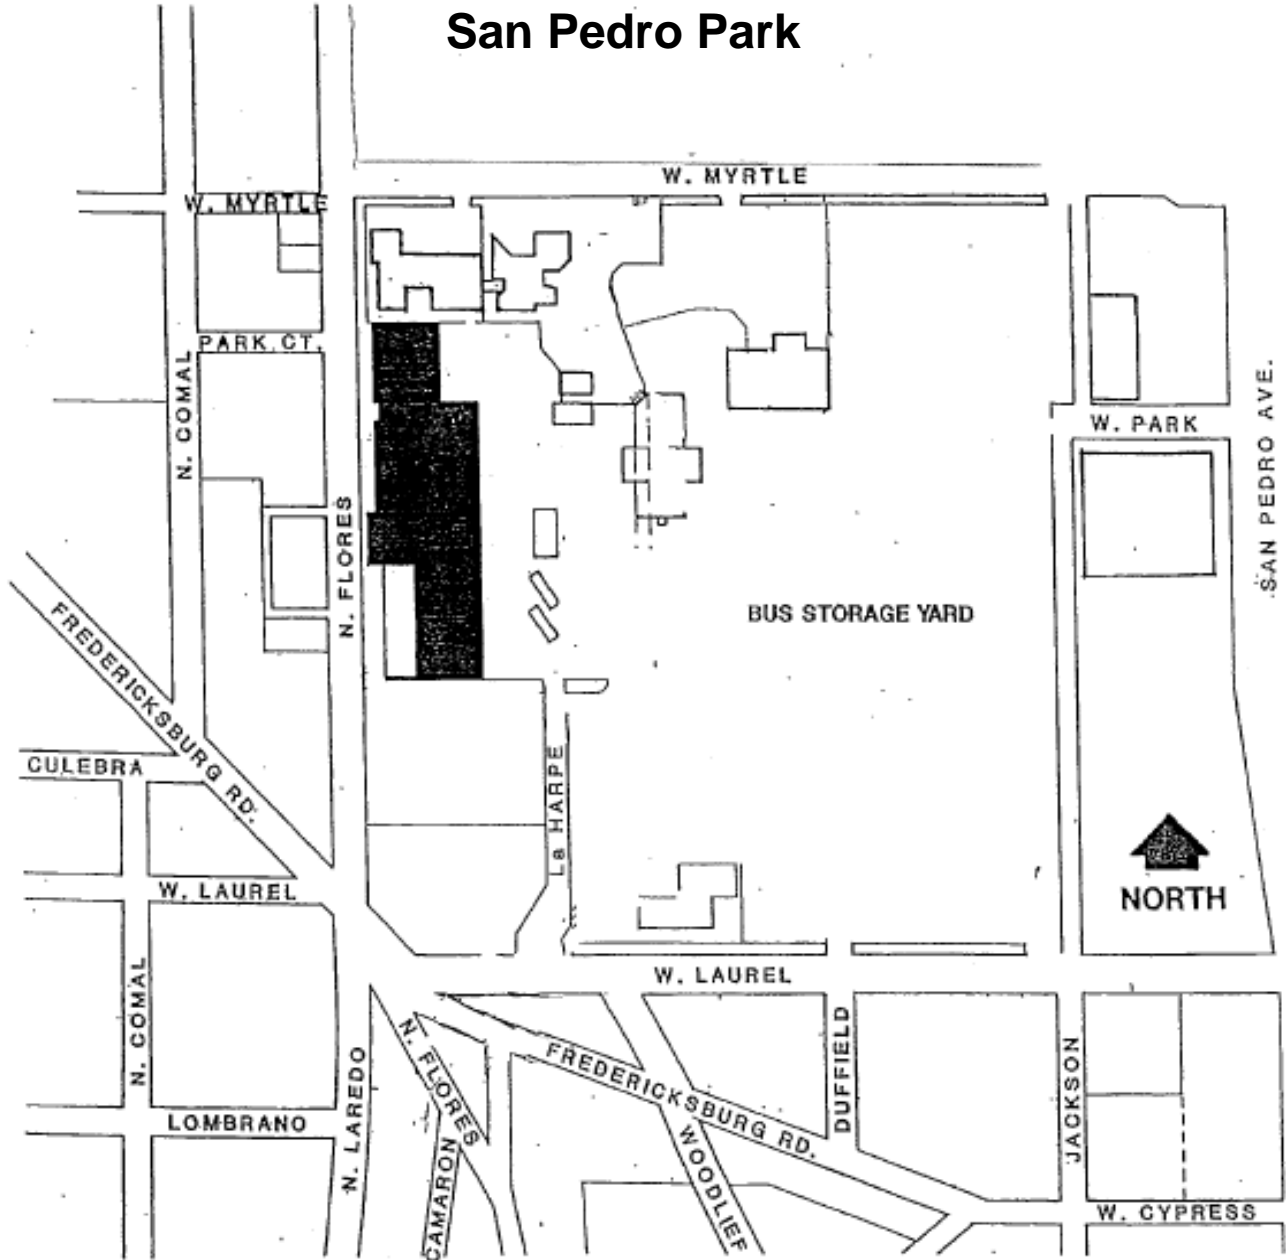 San Pedro Park
W. MYRTLE
W. MYRTLE
PARK CT.
N. COMAL
SAN PEDRO AVE.
W. PARK
N. FLORES
BUS STORAGE YARD
FREDERICKSBURG RD.
CULEBRA
La HARPE
NORTH
W. LAUREL
W. LAUREL
N. COMAL
N. FLORES
FREDERICKSBURG RD.
DUFFIELD
JACKSON
N. LAREDO
LOMBRANO
WOODLIEF
CAMARON
W. CYPRESS